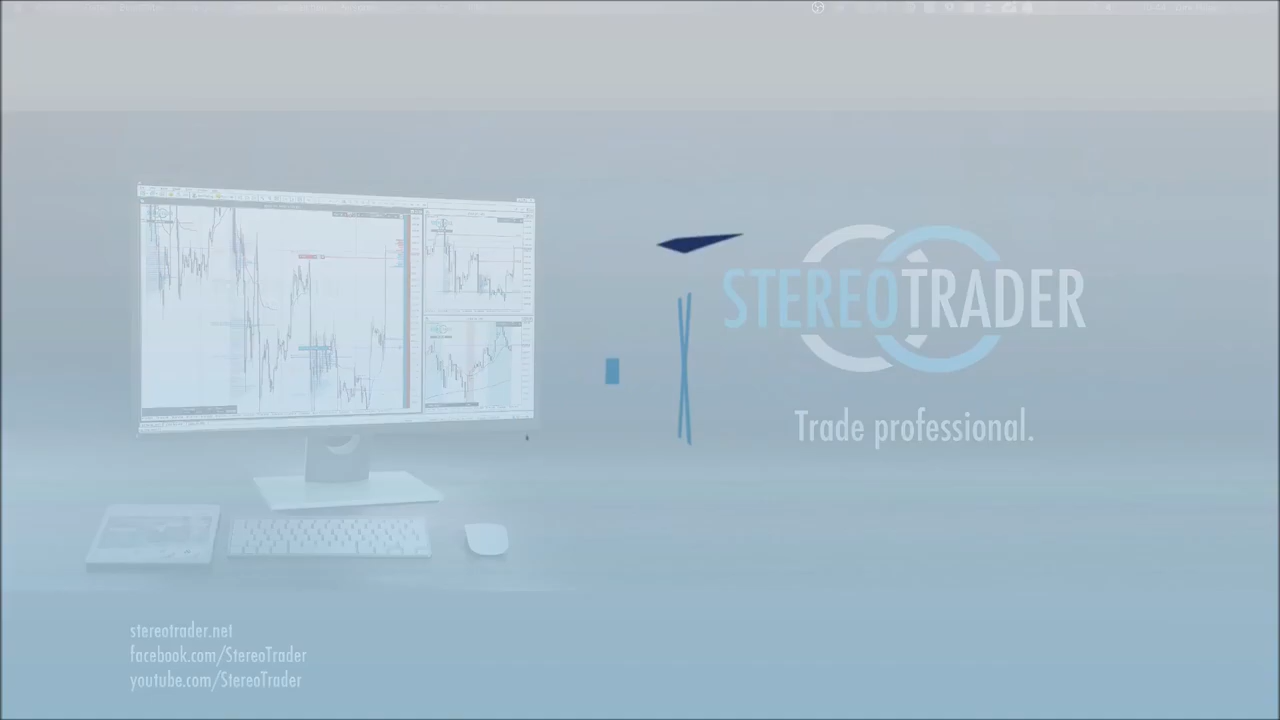 STEREOTRADER
Trade professional.
stereotrader.net
facebook.com/StereoTrader
youtube.com/StereoTrader